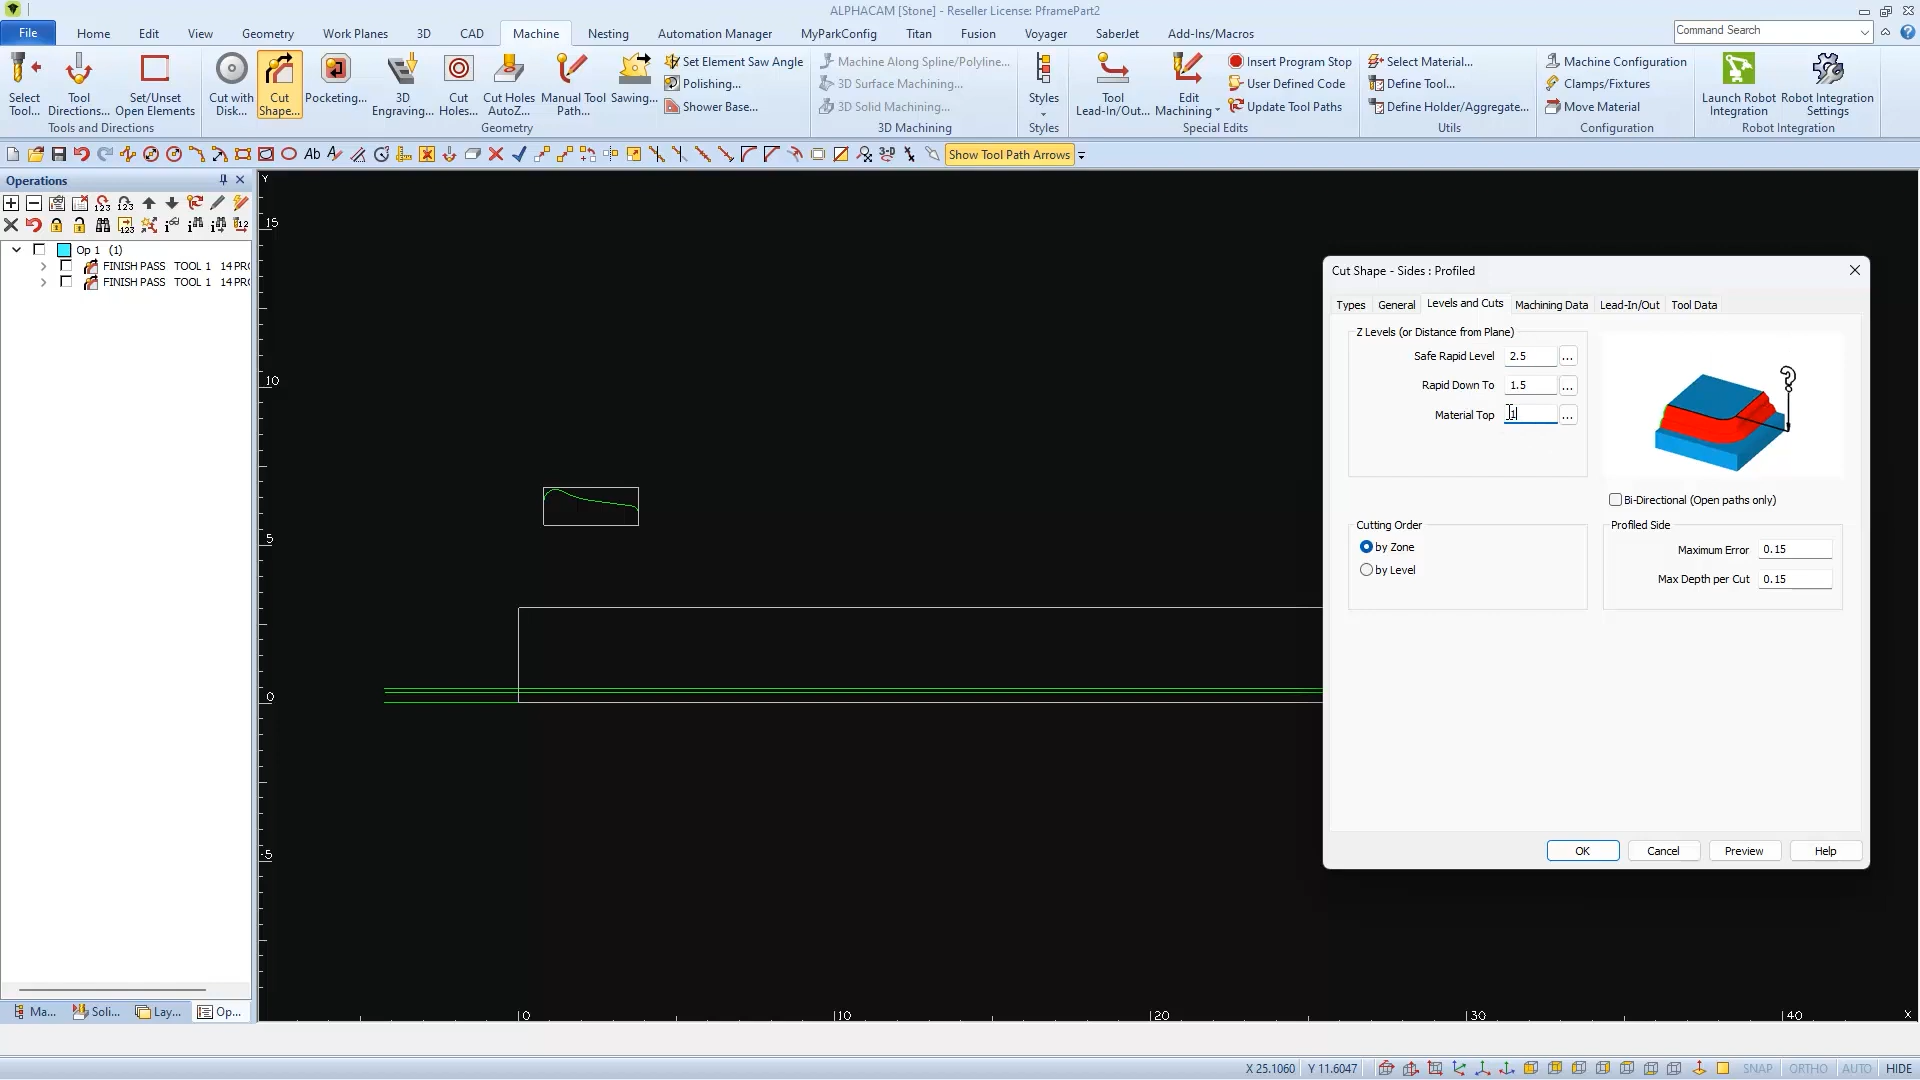 ALPHACAM [Stone] - Reseller License: PframePart2
File Home Edit View Geometry Work Planes 3D CAD Machine Nesting Automation Manager MyParkConfig Titan Fusion Voyager SaberJet Add-Ins/Macros
Command Search
Select Tool...
Tool Directions...
Set/Unset Open Elements
Tools and Directions
Cut with Disk...
Cut Shape...
Pocketing...
3D Engraving...
Cut Holes...
Cut Holes AutoZ...
Manual Tool Path...
Sawing...
Set Element Saw Angle
Polishing...
Shower Base...
Geometry
Machine Along Spline/Polyline...
3D Surface Machining...
3D Solid Machining...
3D Machining
Styles
Styles
Tool Lead-In/Out...
Edit Machining
Insert Program Stop
User Defined Code
Update Tool Paths
Special Edits
Select Material...
Define Tool...
Define Holder/Aggregate...
Utils
Machine Configuration
Clamps/Fixtures
Move Material
Configuration
Launch Robot Integration
Robot Integration Settings
Robot Integration
Show Tool Path Arrows
Operations
Op 1 (1)
FINISH PASS TOOL 1 14 PR
FINISH PASS TOOL 1 14 PR
Y
15
10
5
0
-5
0 10 20 30 40 X
Cut Shape - Sides : Profiled
Types General Levels and Cuts Machining Data Lead-In/Out Tool Data
Z Levels (or Distance from Plane)
Safe Rapid Level 2.5 ...
Rapid Down To 1.5 ...
Material Top 1 ...
Bi-Directional (Open paths only)
Cutting Order
by Zone
by Level
Profiled Side
Maximum Error 0.15
Max Depth per Cut 0.15
OK Cancel Preview Help
Ma... Soli... Lay... Op...
X 25.1060 Y 11.6047 SNAP ORTHO AUTO HIDE